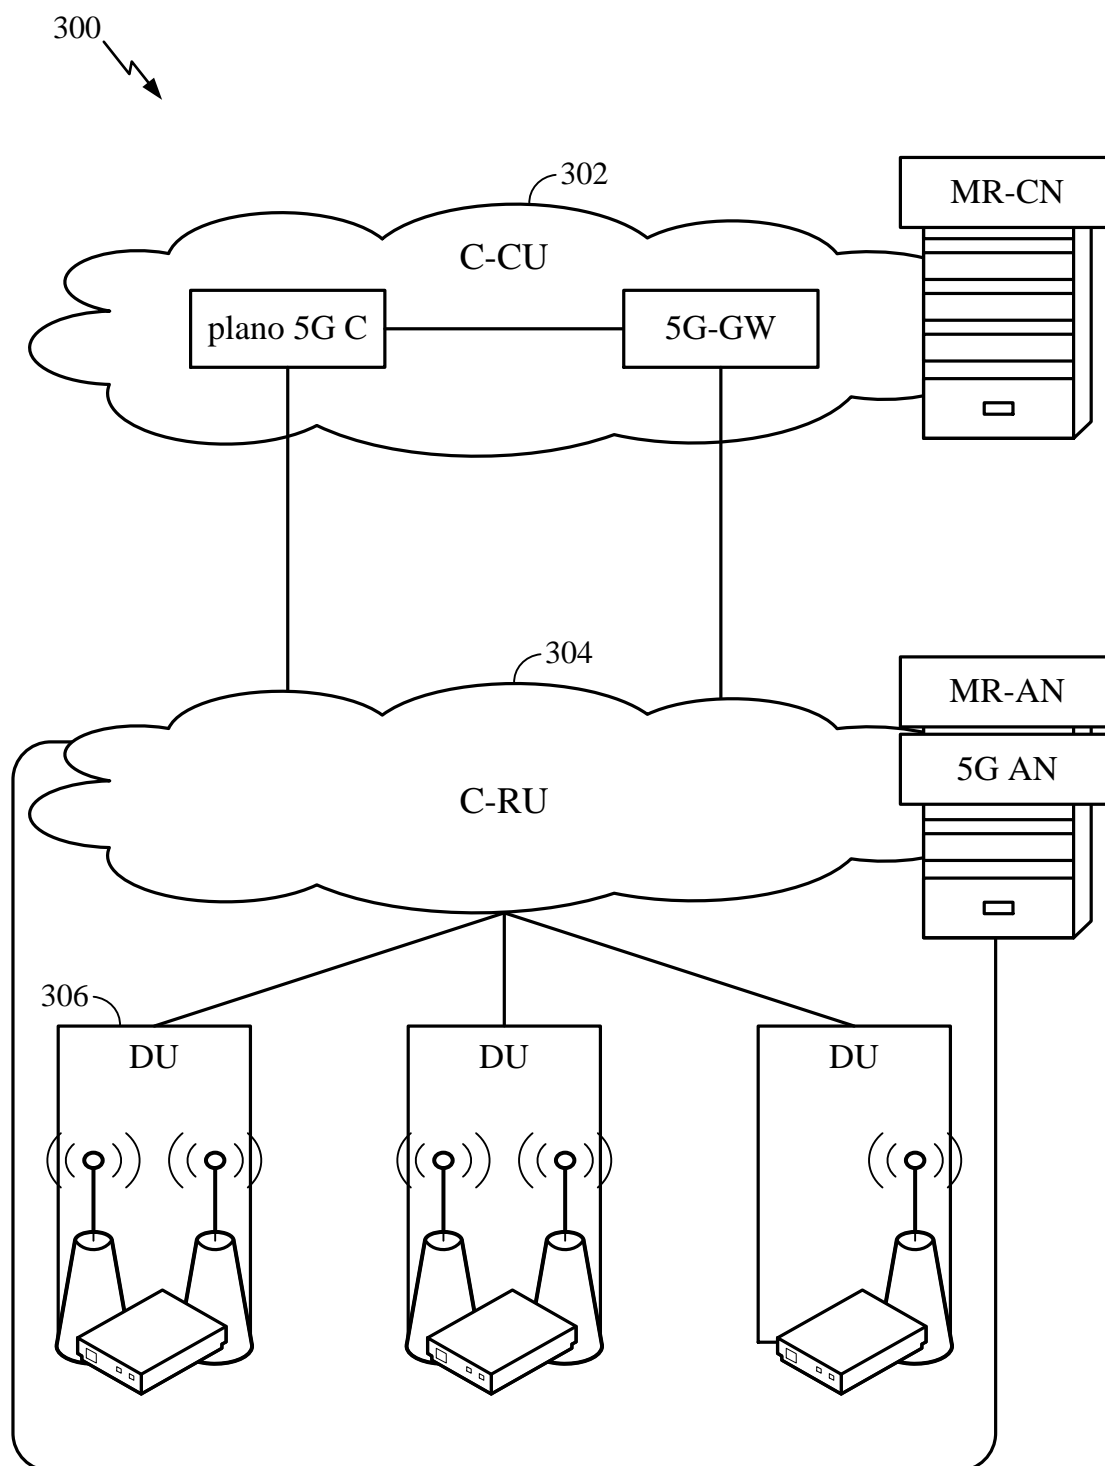 300
302
MR-CN
C-CU
plano 5G C
5G-GW
304
MR-AN
5G AN
C-RU
306
DU
DU
DU